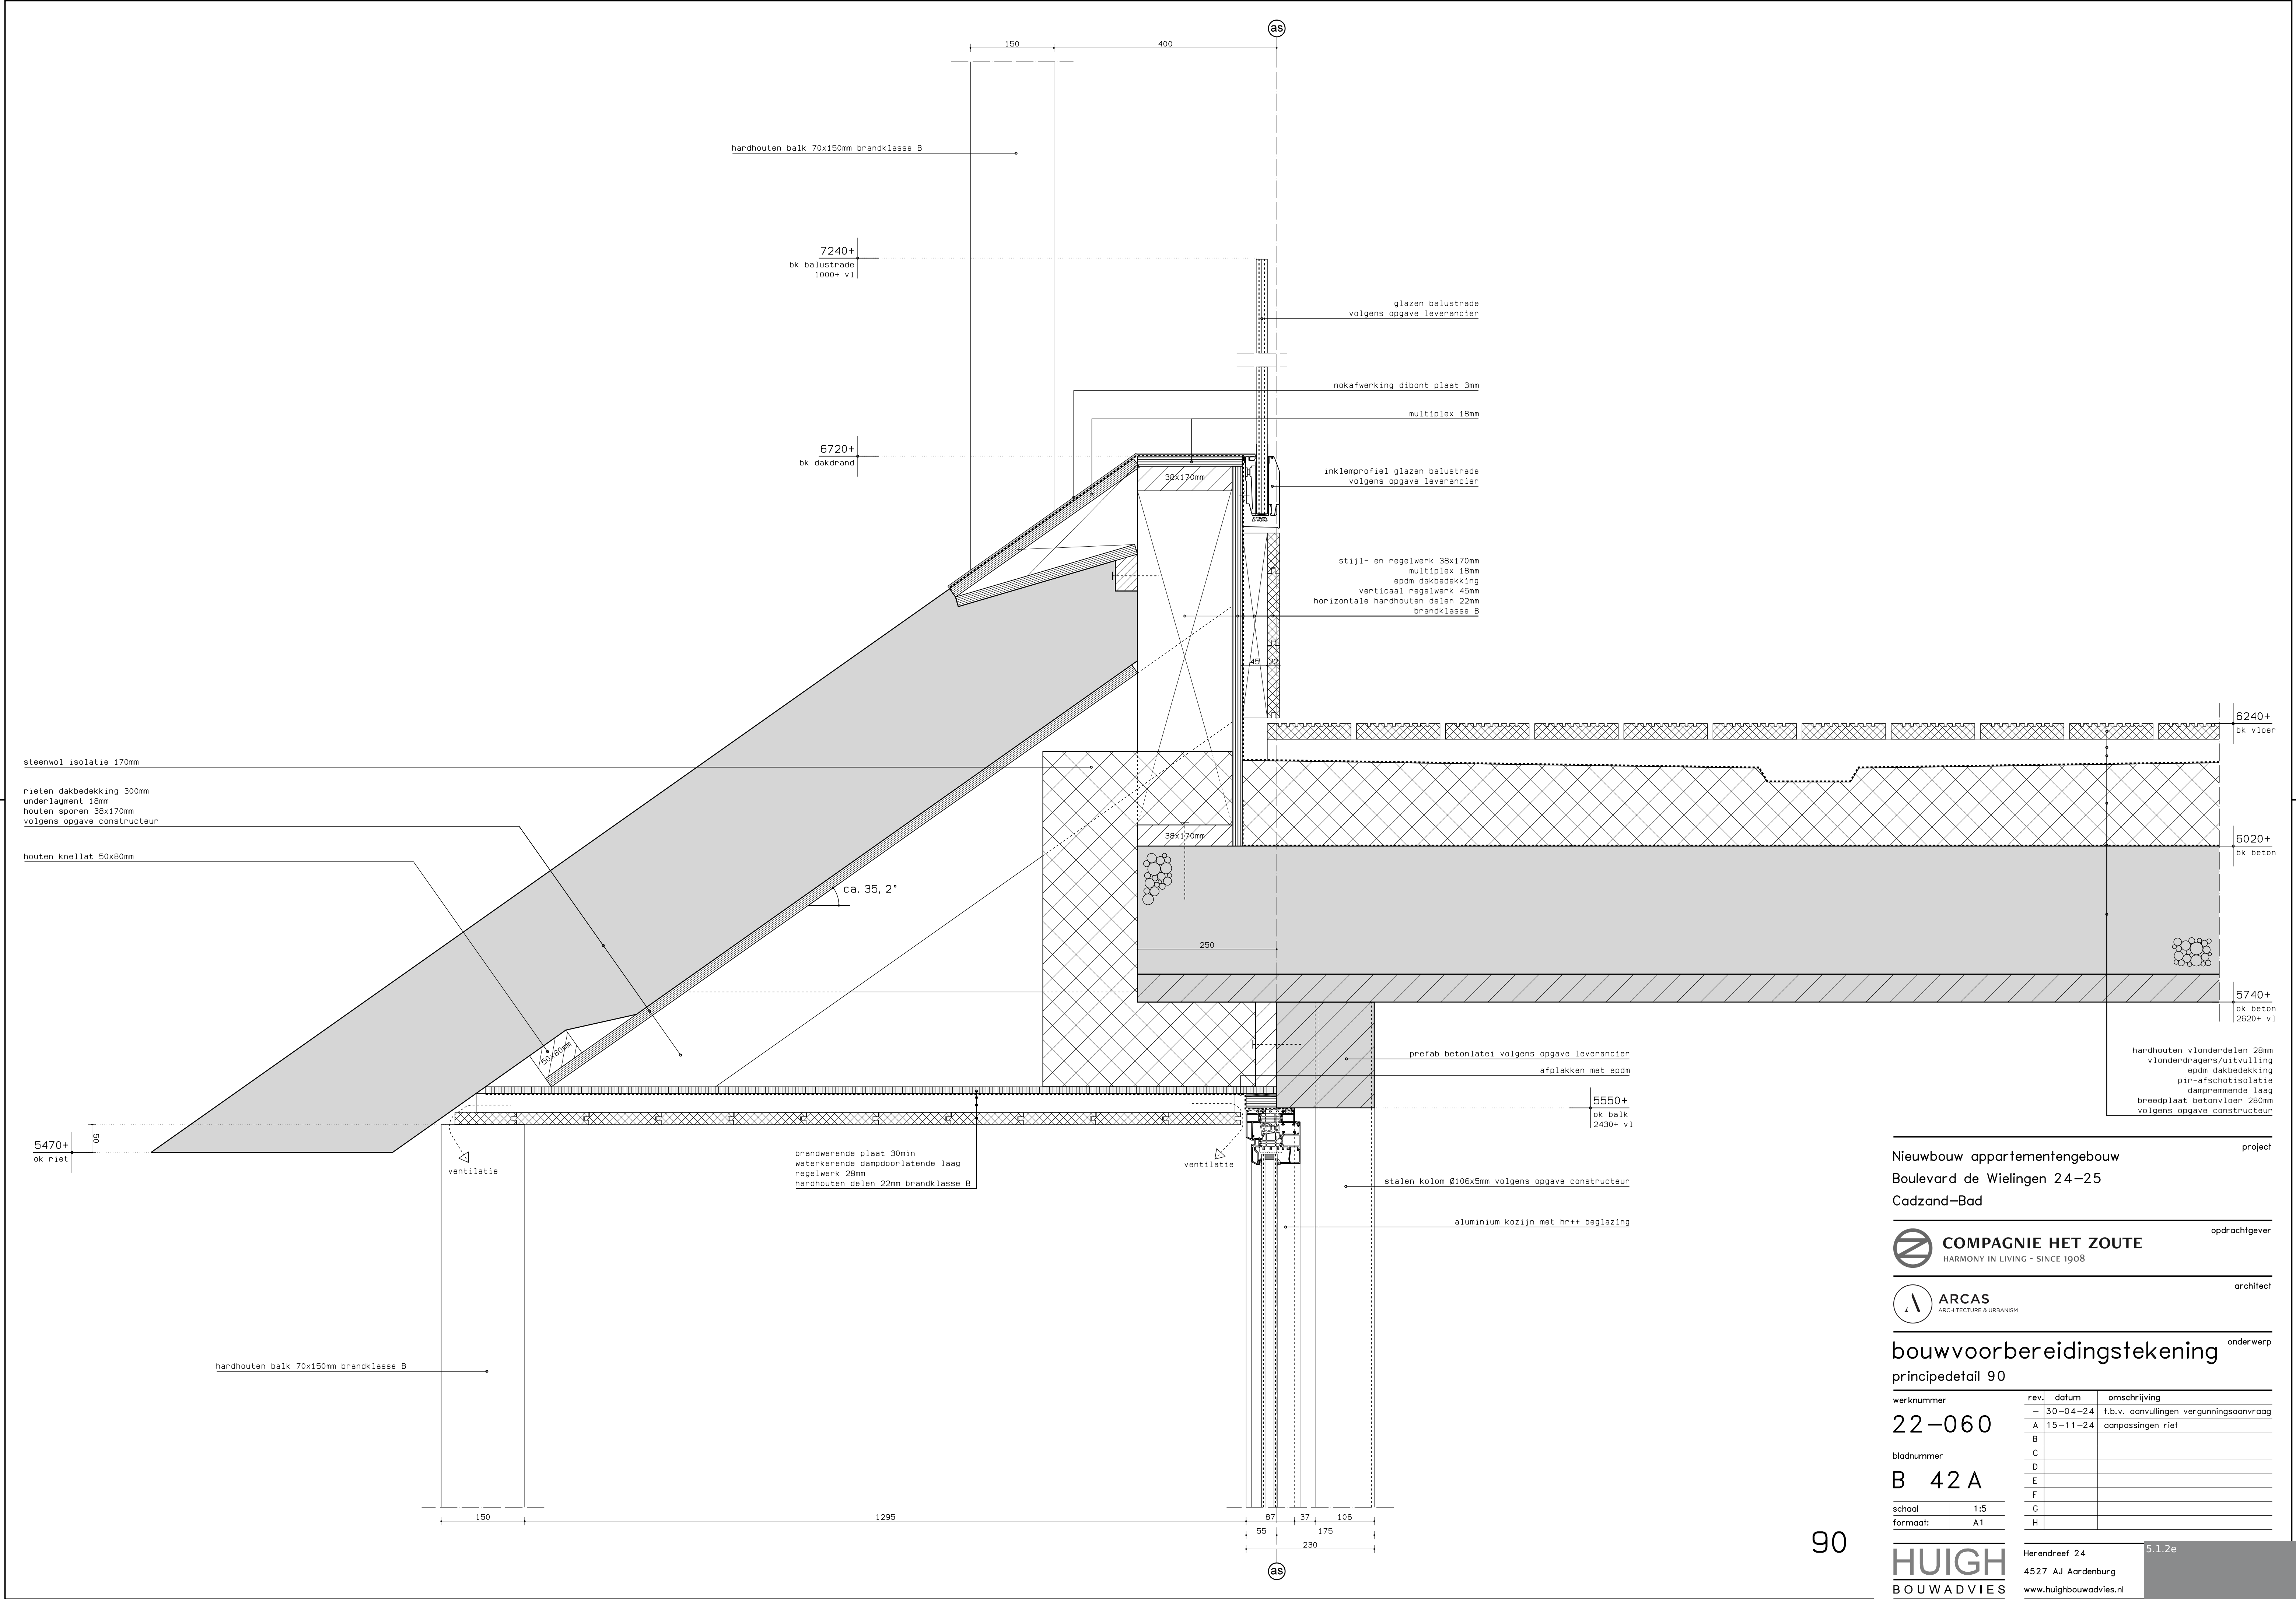 as
150
400
hardhouten balk 70x150mm brandklasse B
7240+
bk balustrade
1000+ vl
glazen balustrade
volgens opgave leverancier
nokafwerking dibont plaat 3mm
multiplex 18mm
6720+
bk dakdrand
38x170mm
inklemprofiel glazen balustrade
volgens opgave leverancier
stijl- en regelwerk 38x170mm
multiplex 18mm
epdm dakbedekking
verticaal regelwerk 45mm
horizontale hardhouten delen 22mm
brandklasse B
45
22
6240+
bk vloer
steenwol isolatie 170mm
rieten dakbedekking 300mm
underlayment 18mm
houten sporen 38x170mm
volgens opgave constructeur
houten knellat 50x80mm
38x170mm
6020+
bk beton
ca. 35, 2°
250
5740+
ok beton
2620+ vl
50x80mm
prefab betonlatei volgens opgave leverancier
afplakken met epdm
hardhouten vlonderdelen 28mm
vlonderdragers/uitvulling
epdm dakbedekking
pir-afschotisolatie
dampremmende laag
breedplaat betonvloer 280mm
volgens opgave constructeur
5550+
ok balk
2430+ vl
50
5470+
ok riet
ventilatie
brandwerende plaat 30min
waterkerende dampdoorlatende laag
regelwerk 28mm
hardhouten delen 22mm brandklasse B
ventilatie
stalen kolom Ø106x5mm volgens opgave constructeur
aluminium kozijn met hr++ beglazing
hardhouten balk 70x150mm brandklasse B
150
1295
87
37
106
55
175
230
as
90
project
Nieuwbouw appartementengebouw
Boulevard de Wielingen 24-25
Cadzand-Bad
opdrachtgever
COMPAGNIE HET ZOUTE
HARMONY IN LIVING - SINCE 1908
architect
ARCAS
ARCHITECTURE & URBANISM
onderwerp
bouwvoorbereidingstekening
principedetail 90
werknummer
22-060
bladnummer
B 42A
schaal 1:5
formaat: A1
rev. datum omschrijving
- 30-04-24 t.b.v. aanvullingen vergunningsaanvraag
A 15-11-24 aanpassingen riet
B
C
D
E
F
G
H
HUIGH
BOUWADVIES
Herendreef 24
4527 AJ Aardenburg
www.huighbouwadvies.nl
5.1.2e